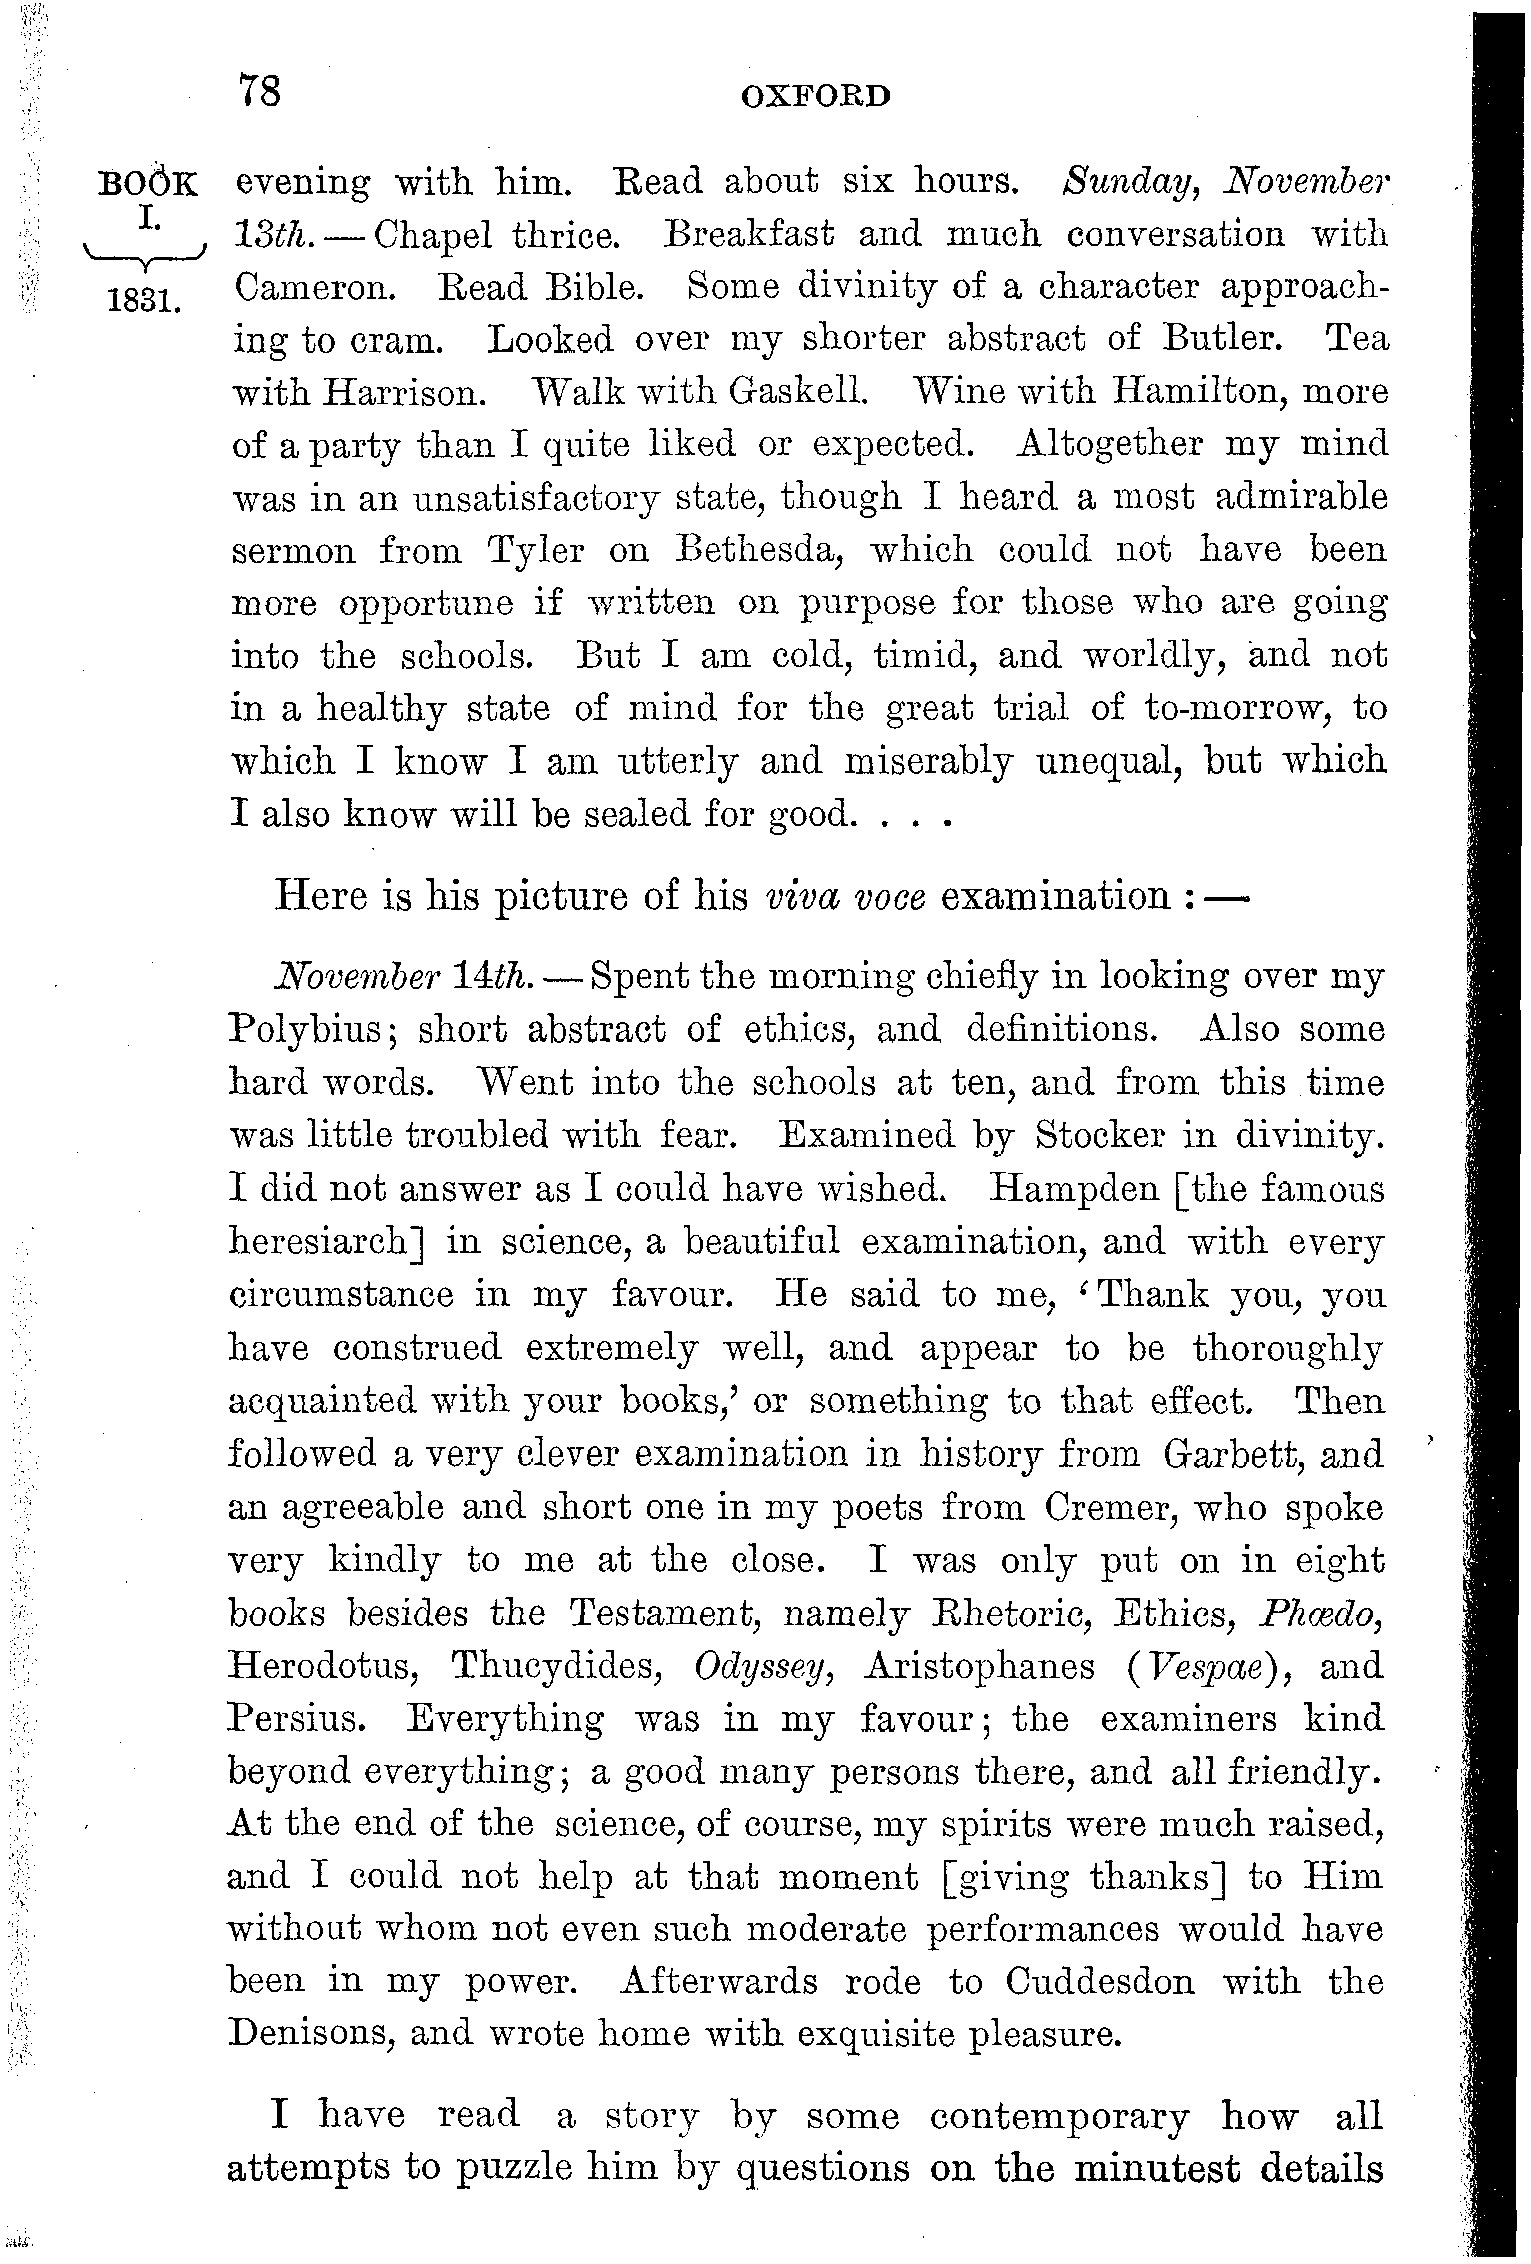 78
OXFORD
BOOK
I.
1831.
evening with him. Read about six hours. Sunday, November
13th. — Chapel thrice. Breakfast and much conversation with
Cameron. Read Bible. Some divinity of a character approach-
ing to cram. Looked over my shorter abstract of Butler. Tea
with Harrison. Walk with Gaskell. Wine with Hamilton, more
of a party than I quite liked or expected. Altogether my mind
was in an unsatisfactory state, though I heard a most admirable
sermon from Tyler on Bethesda, which could not have been
more opportune if written on purpose for those who are going
into the schools. But I am cold, timid, and worldly, and not
in a healthy state of mind for the great trial of to-morrow, to
which I know I am utterly and miserably unequal, but which
I also know will be sealed for good. . . .
Here is his picture of his viva voce examination : —
November 14th. — Spent the morning chiefly in looking over my
Polybius; short abstract of ethics, and definitions. Also some
hard words. Went into the schools at ten, and from this time
was little troubled with fear. Examined by Stocker in divinity.
I did not answer as I could have wished. Hampden [the famous
heresiarch] in science, a beautiful examination, and with every
circumstance in my favour. He said to me, ‘Thank you, you
have construed extremely well, and appear to be thoroughly
acquainted with your books,’ or something to that effect. Then
followed a very clever examination in history from Garbett, and
an agreeable and short one in my poets from Cremer, who spoke
very kindly to me at the close. I was only put on in eight
books besides the Testament, namely Rhetoric, Ethics, Phœdo,
Herodotus, Thucydides, Odyssey, Aristophanes (Vespae), and
Persius. Everything was in my favour; the examiners kind
beyond everything; a good many persons there, and all friendly.
At the end of the science, of course, my spirits were much raised,
and I could not help at that moment [giving thanks] to Him
without whom not even such moderate performances would have
been in my power. Afterwards rode to Cuddesdon with the
Denisons, and wrote home with exquisite pleasure.
I have read a story by some contemporary how all
attempts to puzzle him by questions on the minutest details